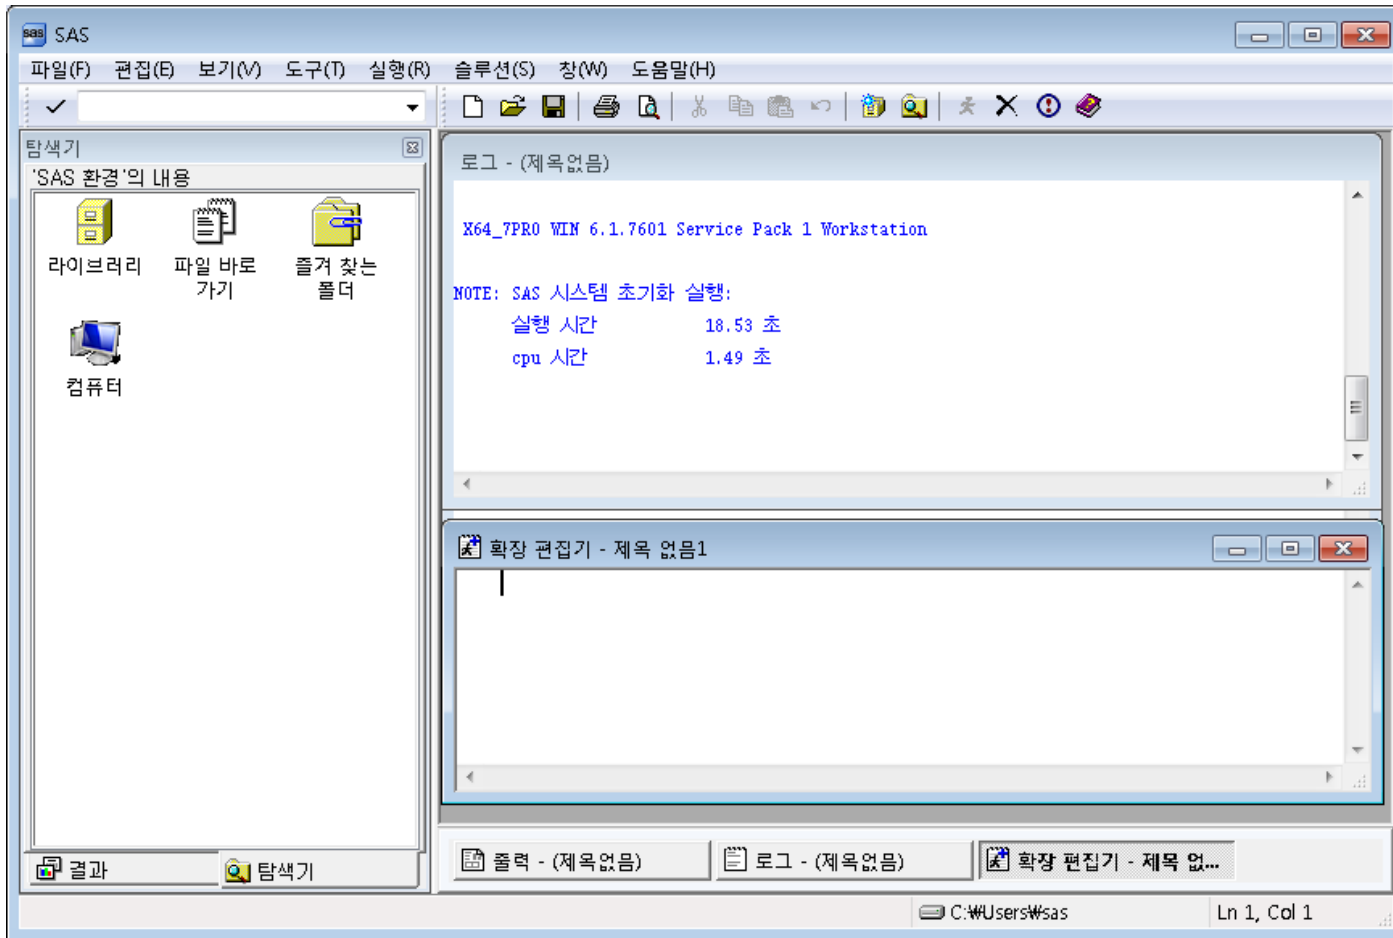 sas SAS
파일(F) 편집(E) 보기(V) 도구(T) 실행(R) 솔루션(S) 창(W) 도움말(H)
탐색기
'SAS 환경'의 내용
라이브러리 파일 바로 가기 즐겨 찾는 폴더
컴퓨터
결과 탐색기
로그 - (제목없음)
X64_7PRO WIN 6.1.7601 Service Pack 1 Workstation
NOTE: SAS 시스템 초기화 실행:
실행 시간 18.53 초
cpu 시간 1.49 초
확장 편집기 - 제목 없음1
출력 - (제목없음) 로그 - (제목없음) 확장 편집기 - 제목 없...
C:₩Users₩sas Ln 1, Col 1